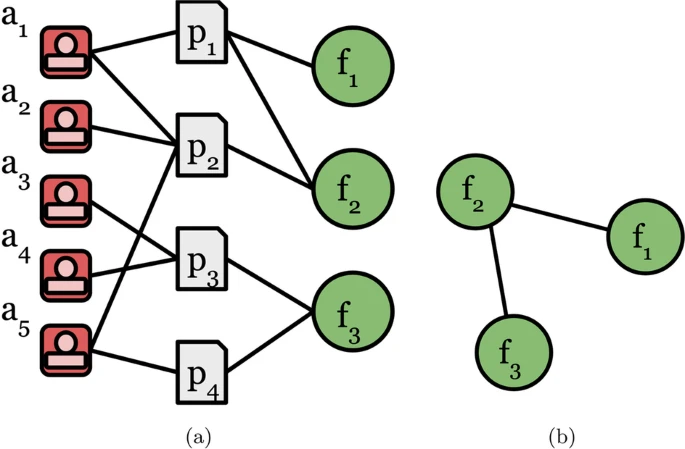 a₁
p₁
f₁
a₂
p₂
f₂
a₃
a₄
p₃
f₃
a₅
p₄
(a)
f₂
f₁
f₃
(b)